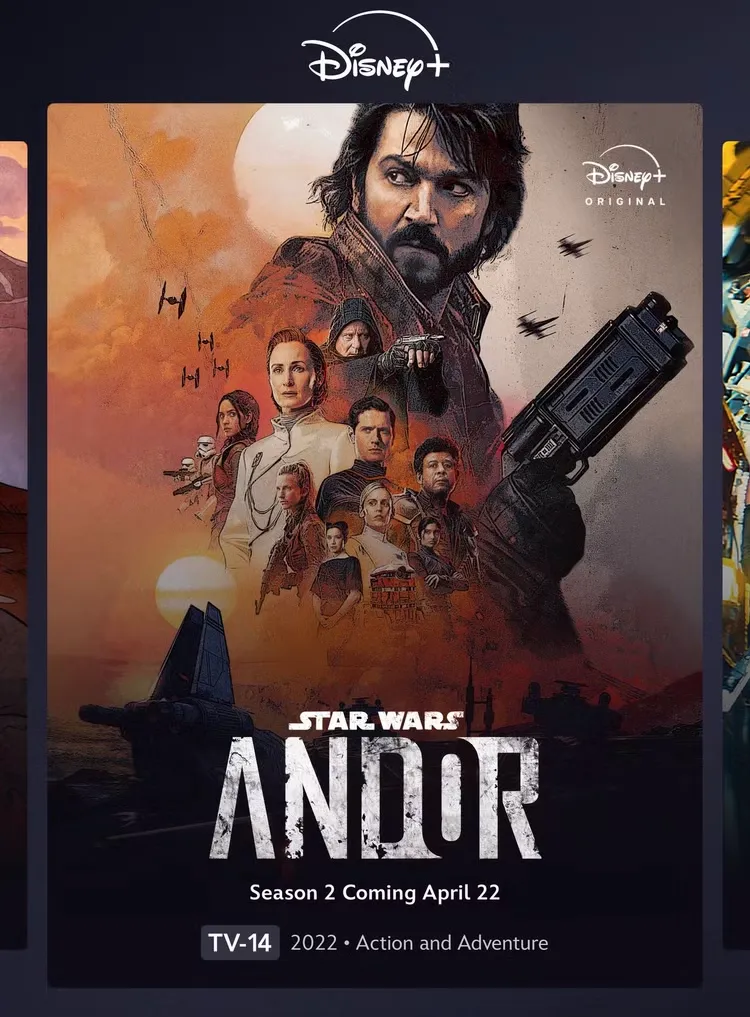 Disney+
Disney+
ORIGINAL
STAR WARS
ANDOR
Season 2 Coming April 22
TV-14 2022 • Action and Adventure